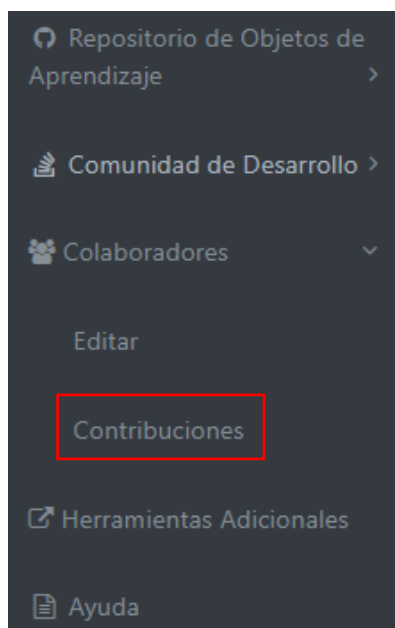 Repositorio de Objetos de
Aprendizaje
Comunidad de Desarrollo
Colaboradores
Editar
Contribuciones
Herramientas Adicionales
Ayuda